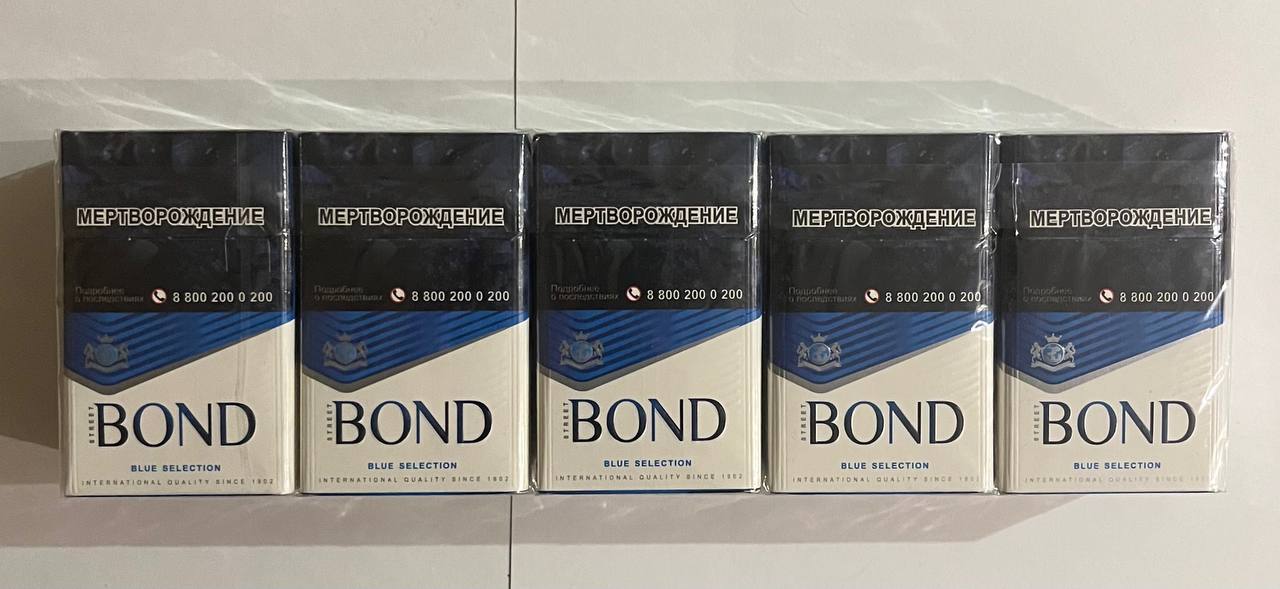 МЕРТВОРОЖДЕНИЕ
Подробнее
о последствиях 8 800 200 0 200
STREET
BOND
BLUE SELECTION
INTERNATIONAL QUALITY SINCE 1902
МЕРТВОРОЖДЕНИЕ
Подробнее
о последствиях 8 800 200 0 200
STREET
BOND
BLUE SELECTION
INTERNATIONAL QUALITY SINCE 1902
МЕРТВОРОЖДЕНИЕ
Подробнее
о последствиях 8 800 200 0 200
STREET
BOND
BLUE SELECTION
INTERNATIONAL QUALITY SINCE 1902
МЕРТВОРОЖДЕНИЕ
Подробнее
о последствиях 8 800 200 0 200
STREET
BOND
BLUE SELECTION
INTERNATIONAL QUALITY SINCE
МЕРТВОРОЖДЕНИЕ
Подробнее
о последствиях 8 800 200 0 200
STREET
BOND
BLUE SELECTION
INTERNATIONAL QUALITY SINCE